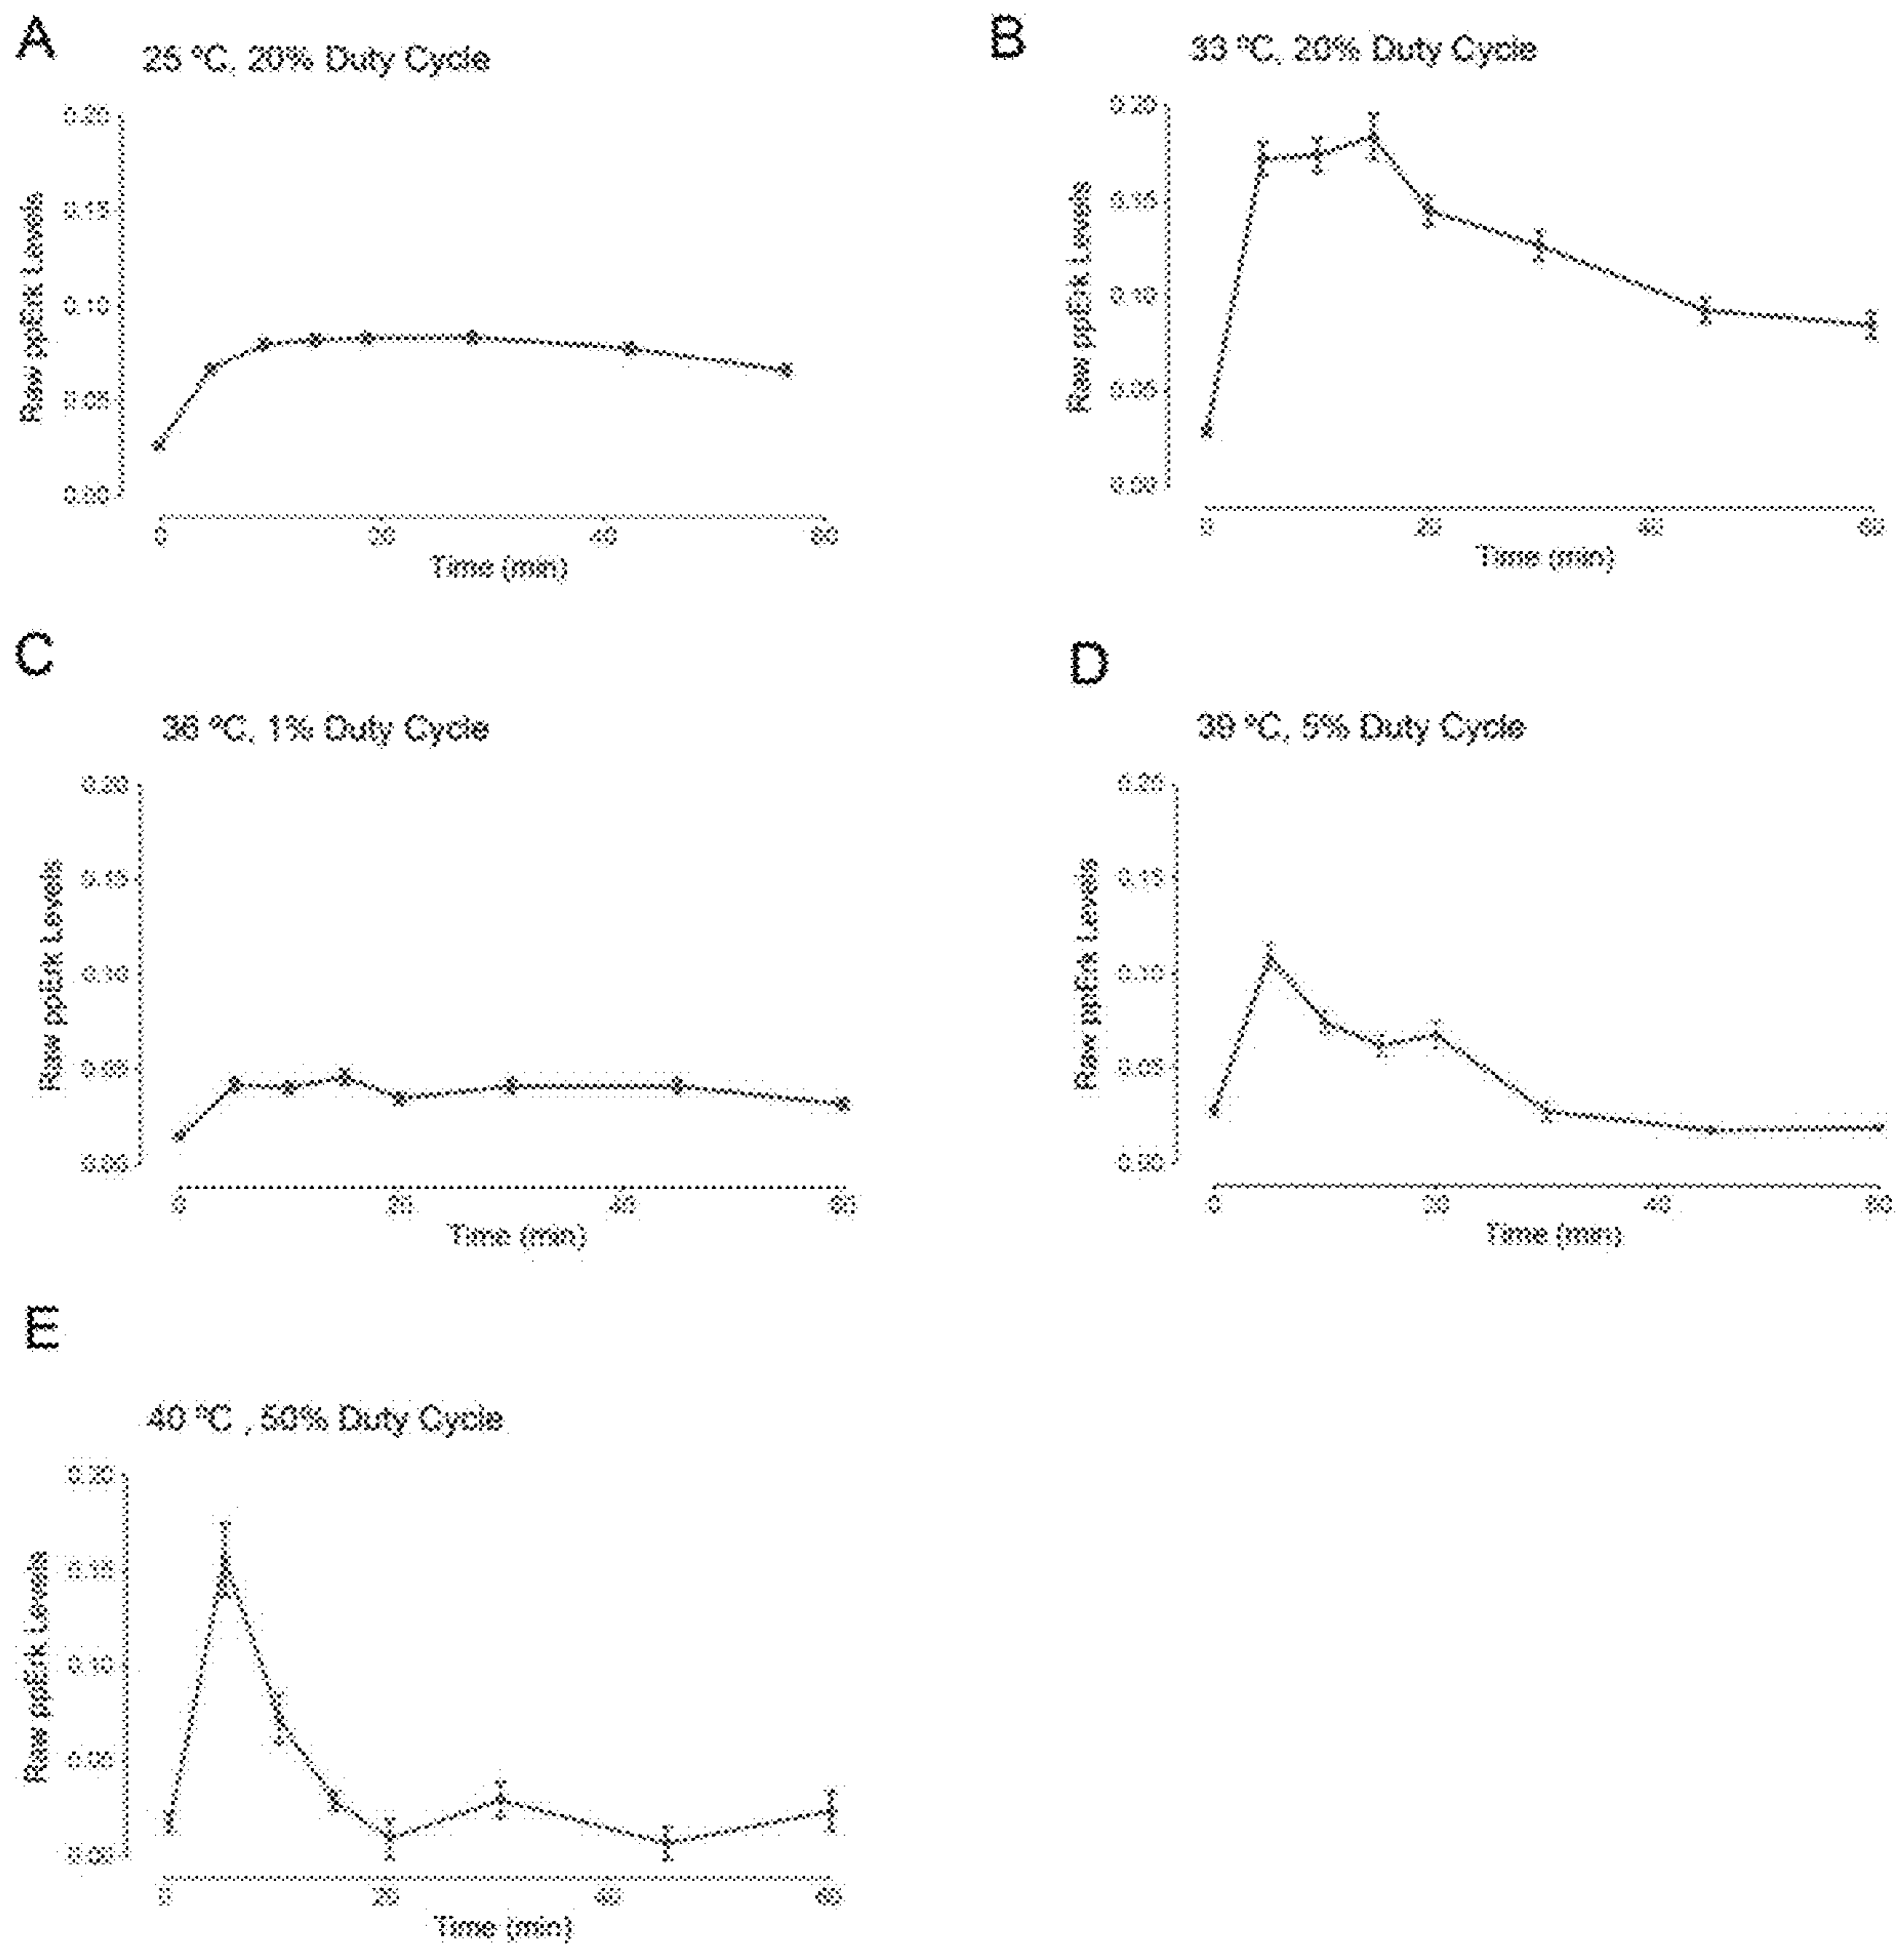 A
25 ºC, 20% Duty Cycle
0.20
0.15
0.10
0.05
0.00
Raw ppErk Levels
0 20 40 60
Time (min)
B
33 ºC, 20% Duty Cycle
0.20
0.15
0.10
0.05
0.00
Raw ppErk Levels
0 20 40 60
Time (min)
C
36 ºC, 1% Duty Cycle
0.20
0.15
0.10
0.05
0.00
Raw ppErk Levels
0 20 40 60
Time (min)
D
39 ºC, 5% Duty Cycle
0.20
0.15
0.10
0.05
0.00
Raw ppErk Levels
0 20 40 60
Time (min)
E
40 ºC , 50% Duty Cycle
0.20
0.15
0.10
0.05
0.00
Raw ppErk Levels
0 20 40 60
Time (min)